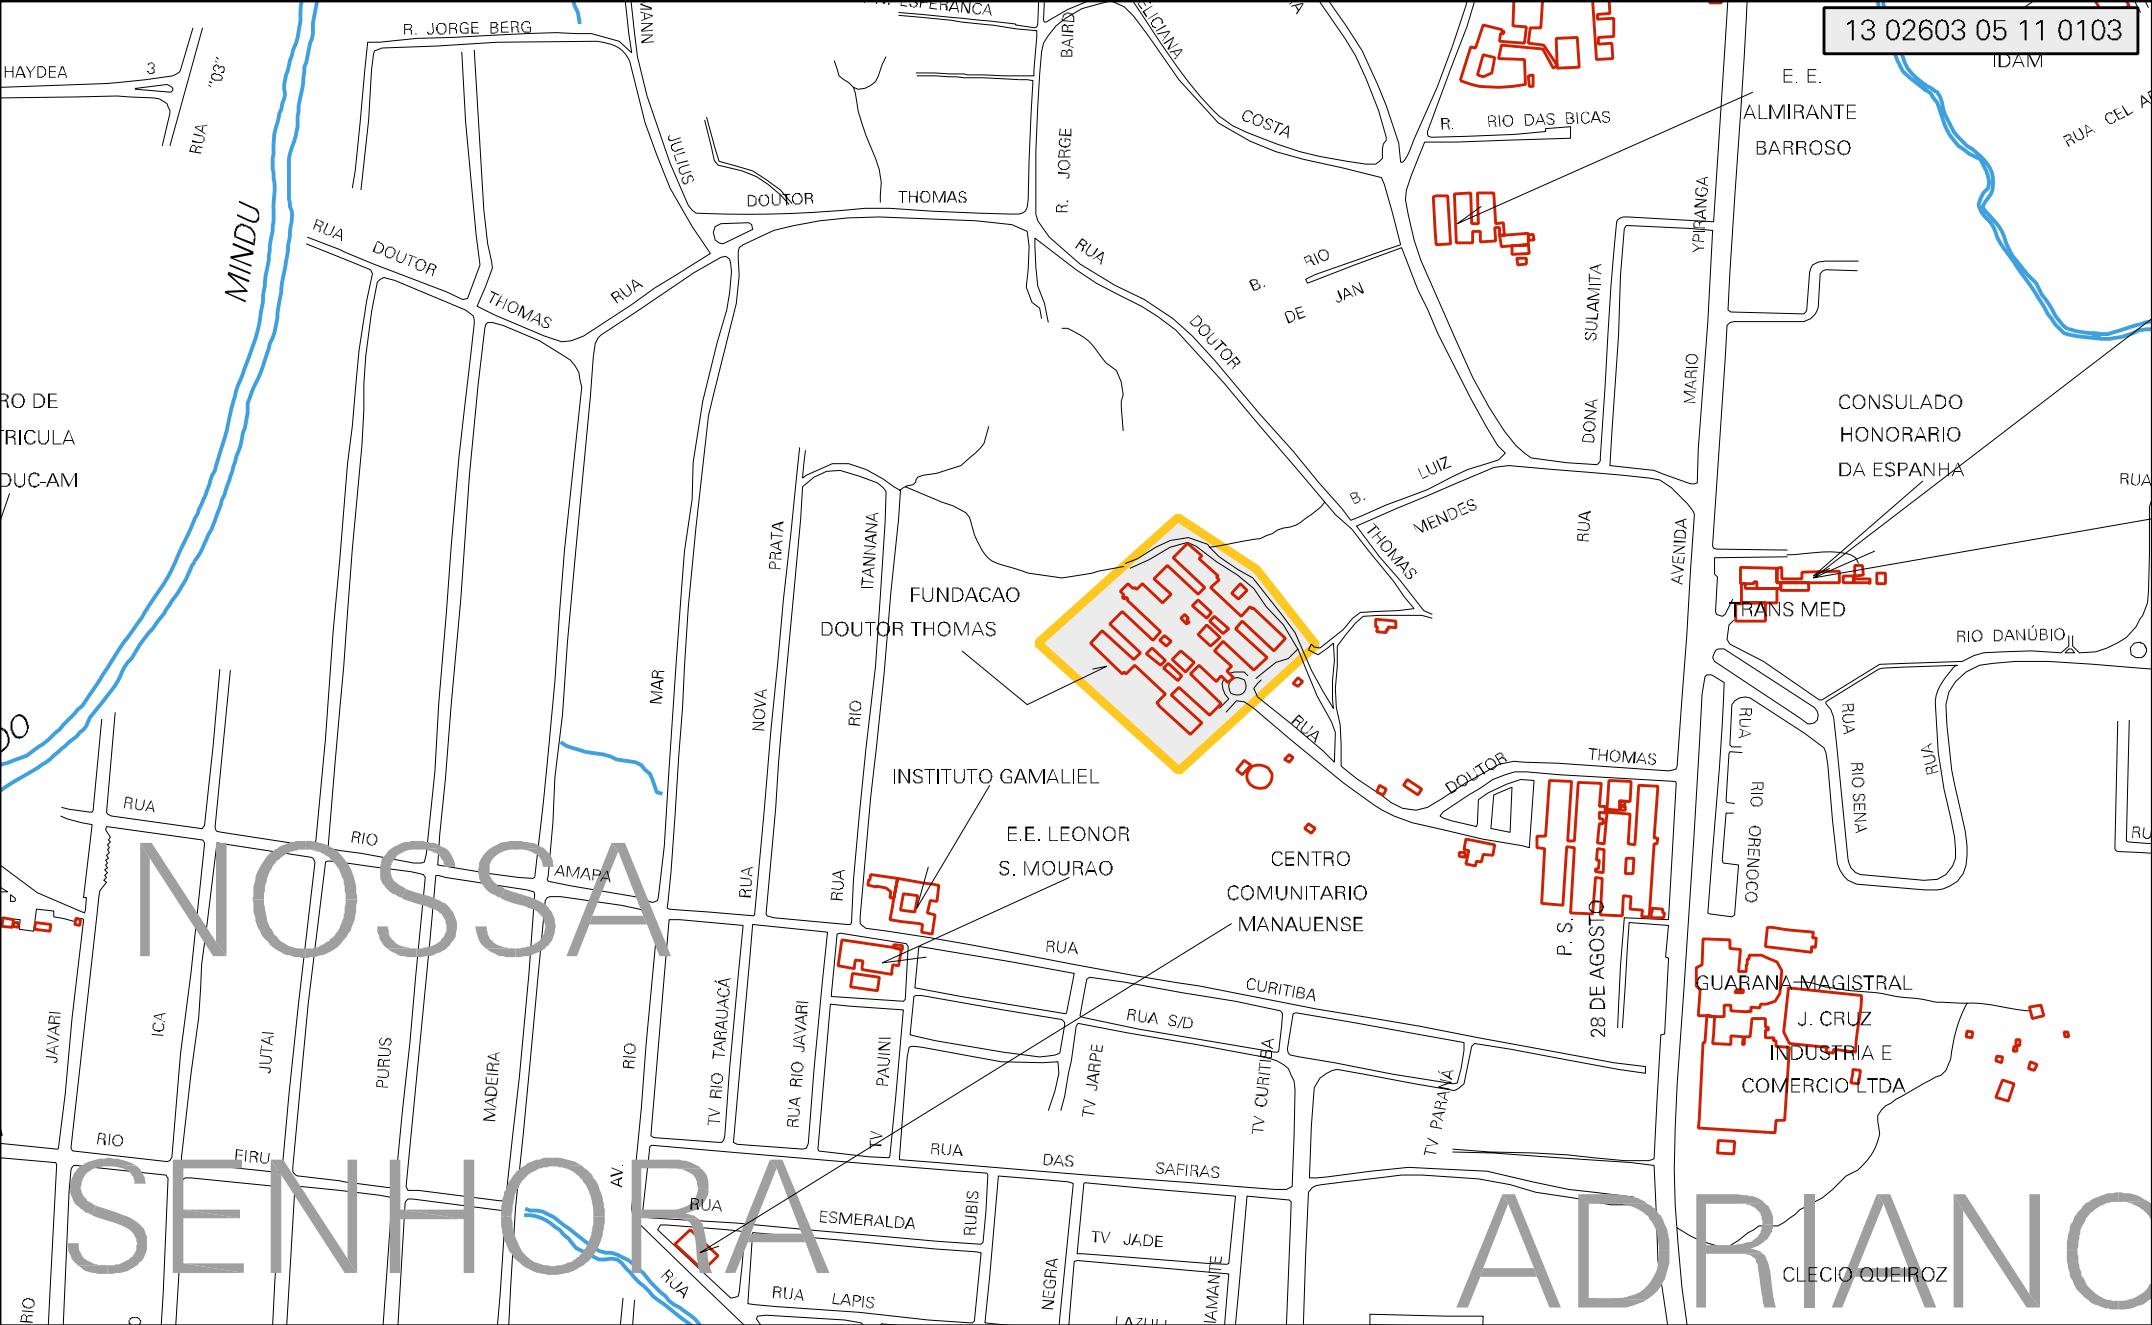 13 02603 05 11 0103
R. JORGE BERG
ESPERANCA
BAIRD
HAYDEA
3
"03"
RUA
JULIUS
DOUTOR THOMAS
R. JORGE
COSTA
R. RIO DAS BICAS
E. E.
ALMIRANTE
BARROSO
IDAM
RUA CEL
MINDU
RUA DOUTOR THOMAS
RUA
RUA DOUTOR THOMAS
B. RIO
DE JAN
DONA SULAMITA
AVENIDA MARIO YPIRANGA
CONSULADO
HONORARIO
DA ESPANHA
RUA
B. LUIZ
MENDES
RUA
RUA NOVA PRATA
RUA RIO ITANNANA
FUNDACAO
DOUTOR THOMAS
TRANS MED
RIO DANÚBIO
MAR
RUA DOUTOR THOMAS
RUA RIO ORENOCO
RUA RIO SENA
RUA
INSTITUTO GAMALIEL
E.E. LEONOR
S. MOURAO
CENTRO
COMUNITARIO
MANAUENSE
RUA RIO AMAPA
NOSSA
SENHORA
ADRIANO
P. S.
28 DE AGOSTO
RUA CURITIBA
RUA S/D
GUARANA MAGISTRAL
J. CRUZ
INDUSTRIA E
COMERCIO LTDA
JAVARI
ICA
JUTAI
PURUS
MADEIRA
AV. RIO
TV RIO TARAUACÁ
RUA RIO JAVARI
TV PAUINI
TV JARPE
TV CURITIBA
TV PARANÁ
RIO EIRU
RUA DAS SAFIRAS
RUA ESMERALDA
RUBIS
TV JADE
NEGRA
RUA
RUA LAPIS
RIO
CLECIO QUEIROZ